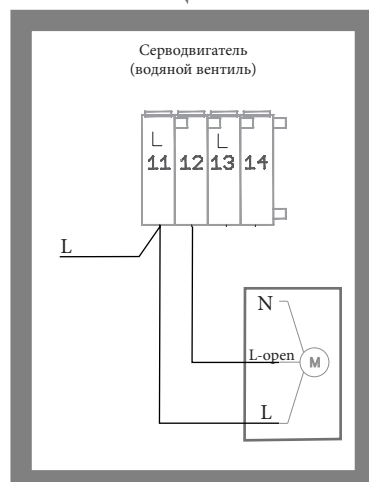 Серводвигатель
(водяной вентиль)
L L
11 12 13 14
L
N
L-open
M
L